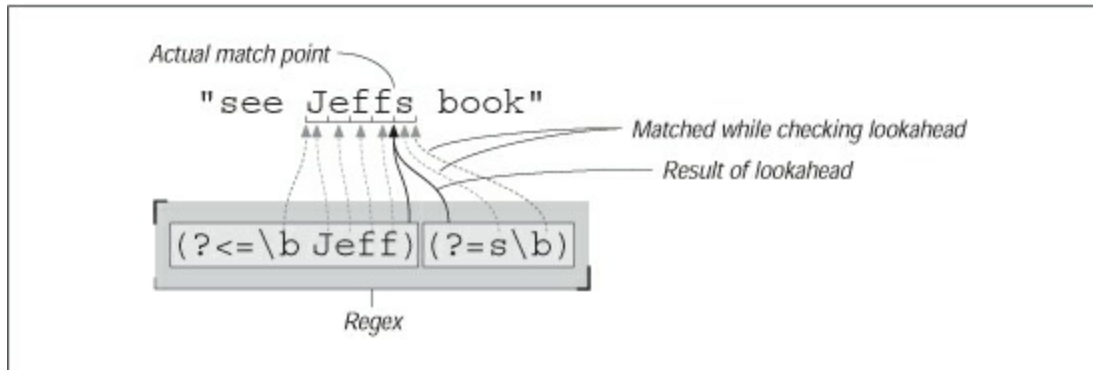 Actual match point
"see Jeffs book"
Matched while checking lookahead
Result of lookahead
(?<=\b Jeff) (?=s\b)
Regex